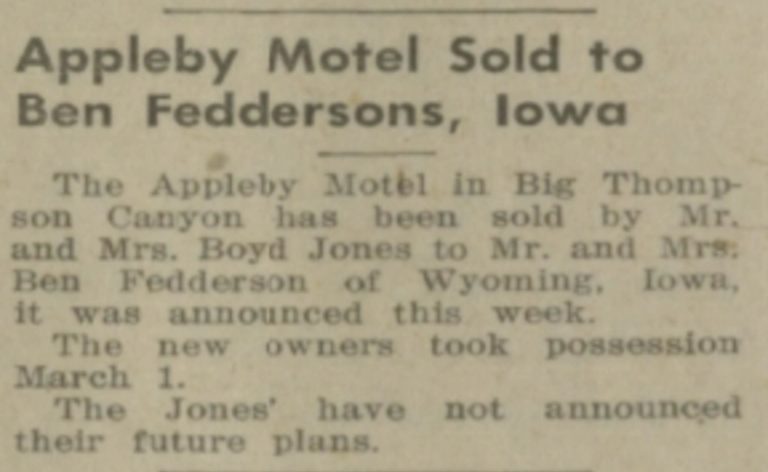 Appleby Motel Sold to
Ben Feddersons, Iowa
The Appleby Motel in Big Thomp-
son Canyon has been sold by Mr.
and Mrs. Boyd Jones to Mr. and Mrs.
Ben Fedderson of Wyoming, Iowa,
it was announced this week.
The new owners took possession
March 1.
The Jones' have not announced
their future plans.